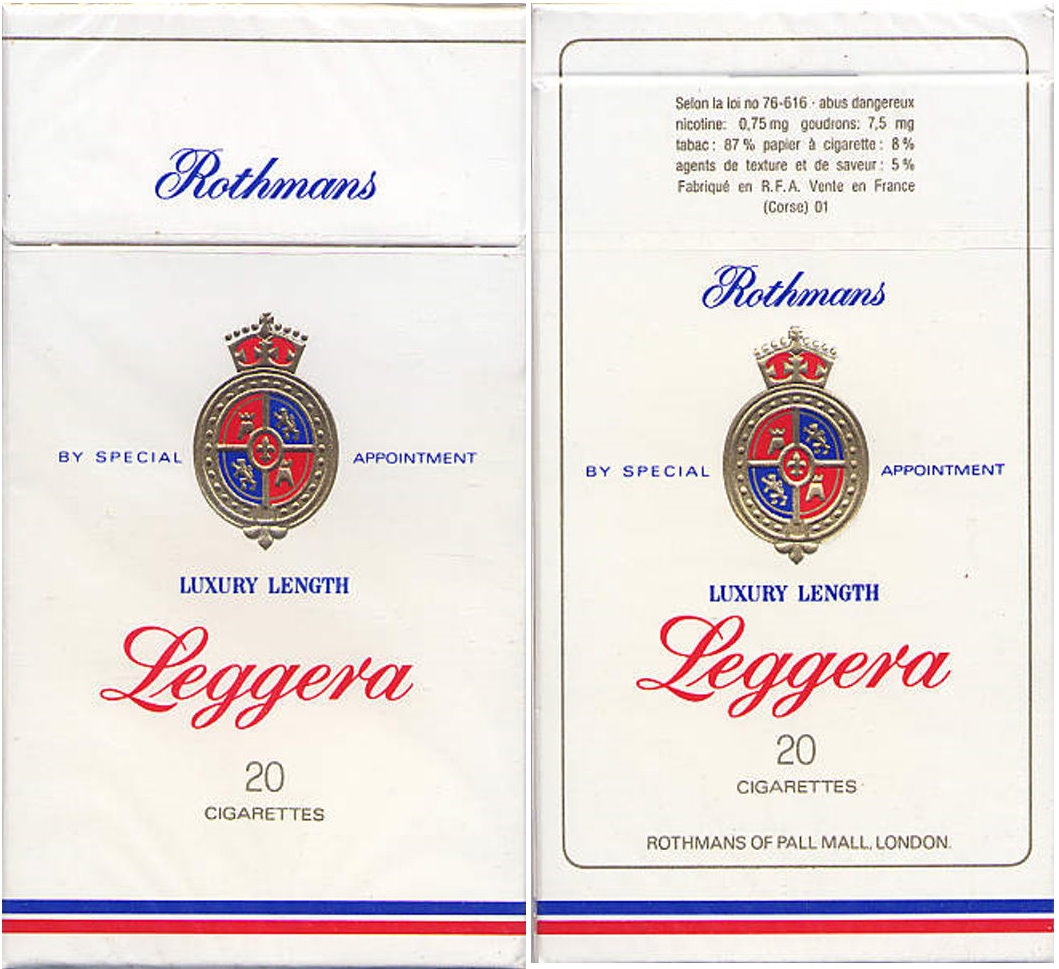 Rothmans
BY SPECIAL APPOINTMENT
LUXURY LENGTH
Leggera
20
CIGARETTES
Selon la loi no 76-616 · abus dangereux
nicotine: 0,75 mg goudrons: 7,5 mg
tabac: 87 % papier à cigarette: 8 %
agents de texture et de saveur: 5 %
Fabriqué en R.F.A. Vente en France
(Corse) 01
Rothmans
BY SPECIAL APPOINTMENT
LUXURY LENGTH
Leggera
20
CIGARETTES
ROTHMANS OF PALL MALL, LONDON.